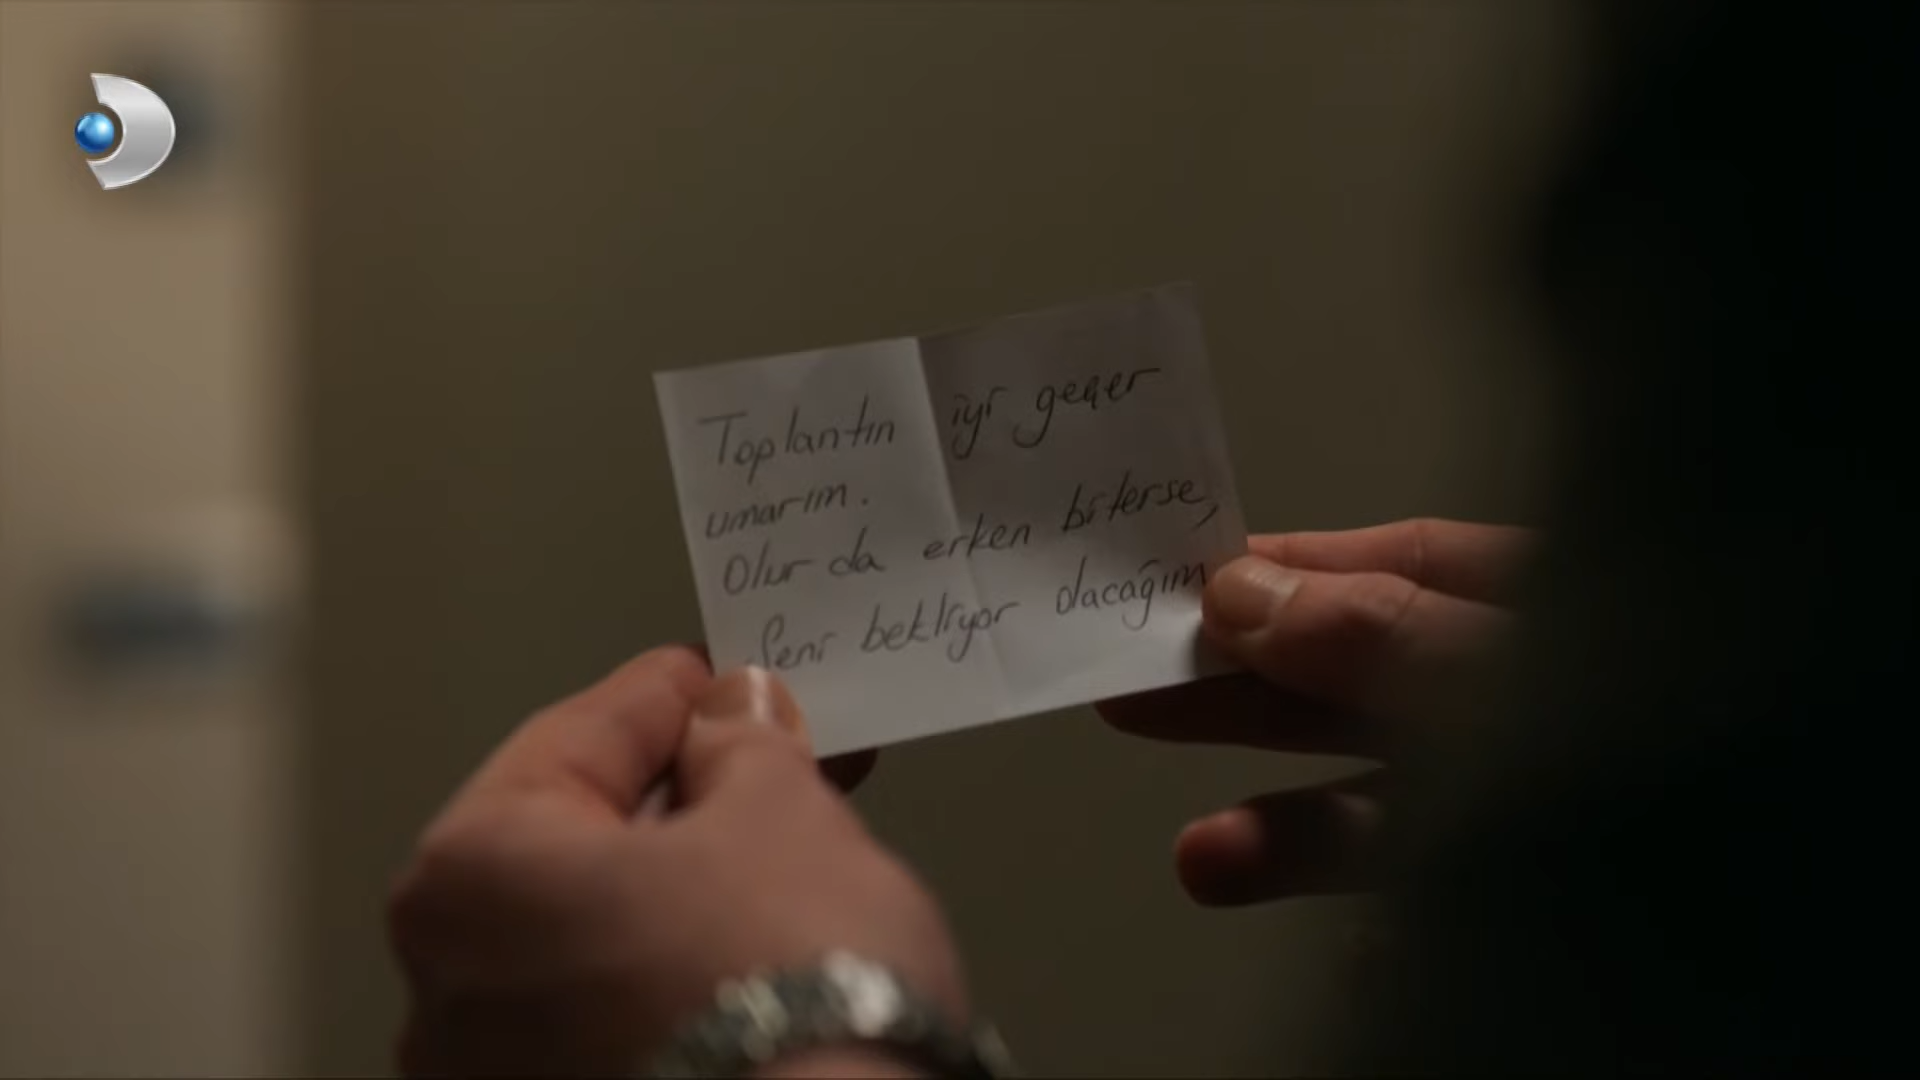 Toplantın iyi geçer
umarım.
Olur da erken biterse,
Seni bekliyor olacağım